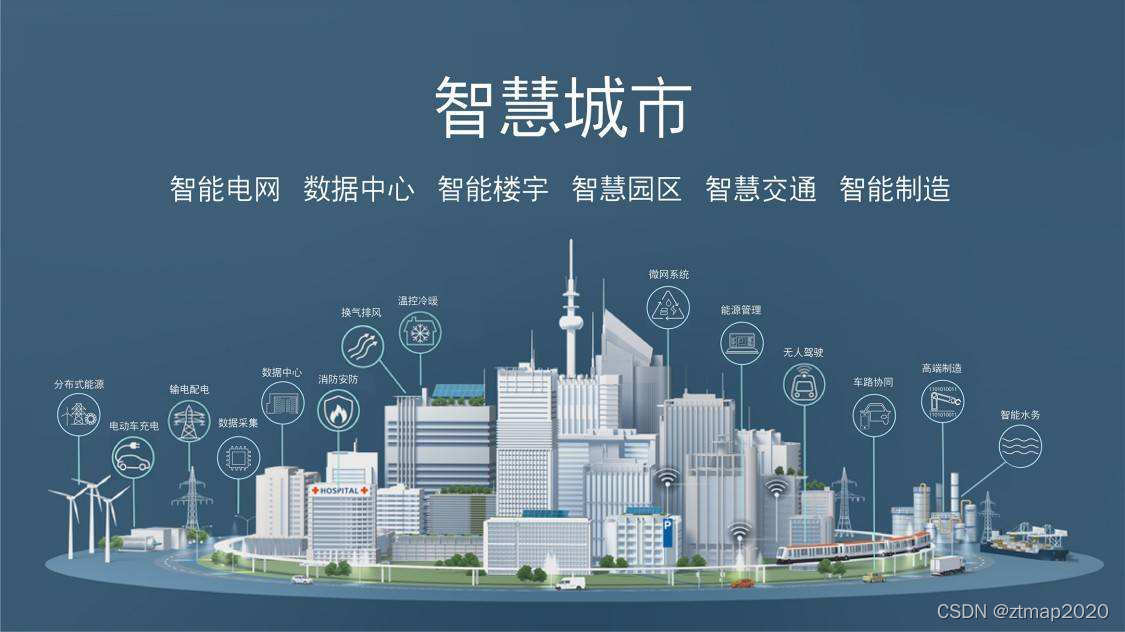 智慧城市
智能电网 数据中心 智能楼宇 智慧园区 智慧交通 智能制造
微网系统
温控冷暖
换气排风
能源管理
无人驾驶
高端制造
数据中心
消防安防
分布式能源
输电配电
车路协同
1101010011
1101010011
智能水务
数据采集
电动车充电
HOSPITAL
P
CSDN @ztmap2020